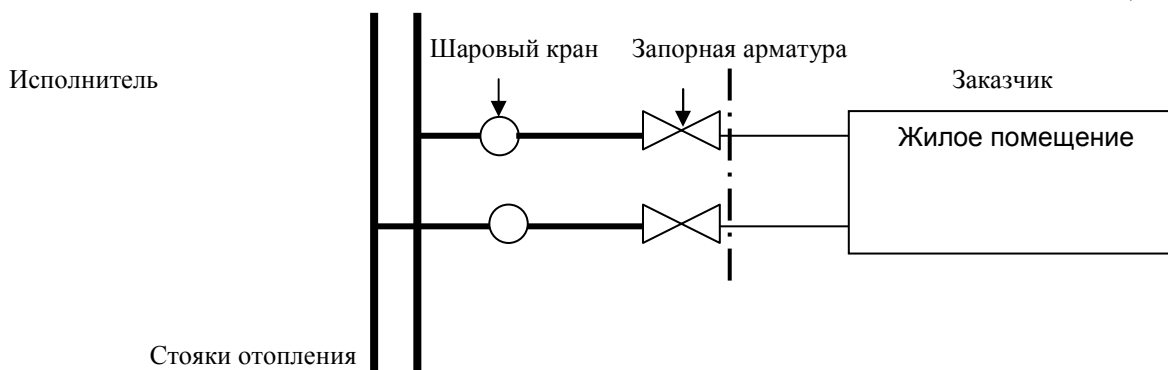 Шаровый кран
Запорная арматура
Исполнитель
Заказчик
Жилое помещение
Стояки отопления